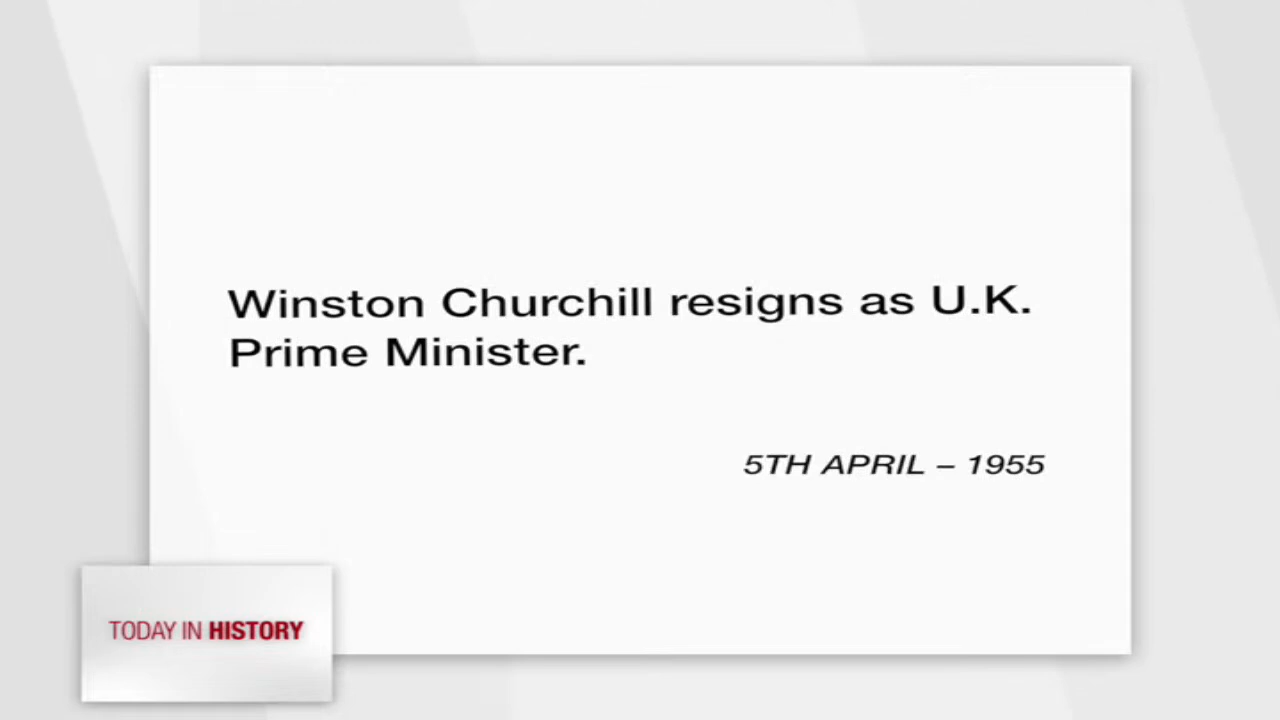 Winston Churchill resigns as U.K.
Prime Minister.
5TH APRIL – 1955
TODAY IN HISTORY